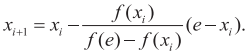 x_{i+1} = x_i - \frac{f(x_i)}{f(e) - f(x_i)}(e - x_i).